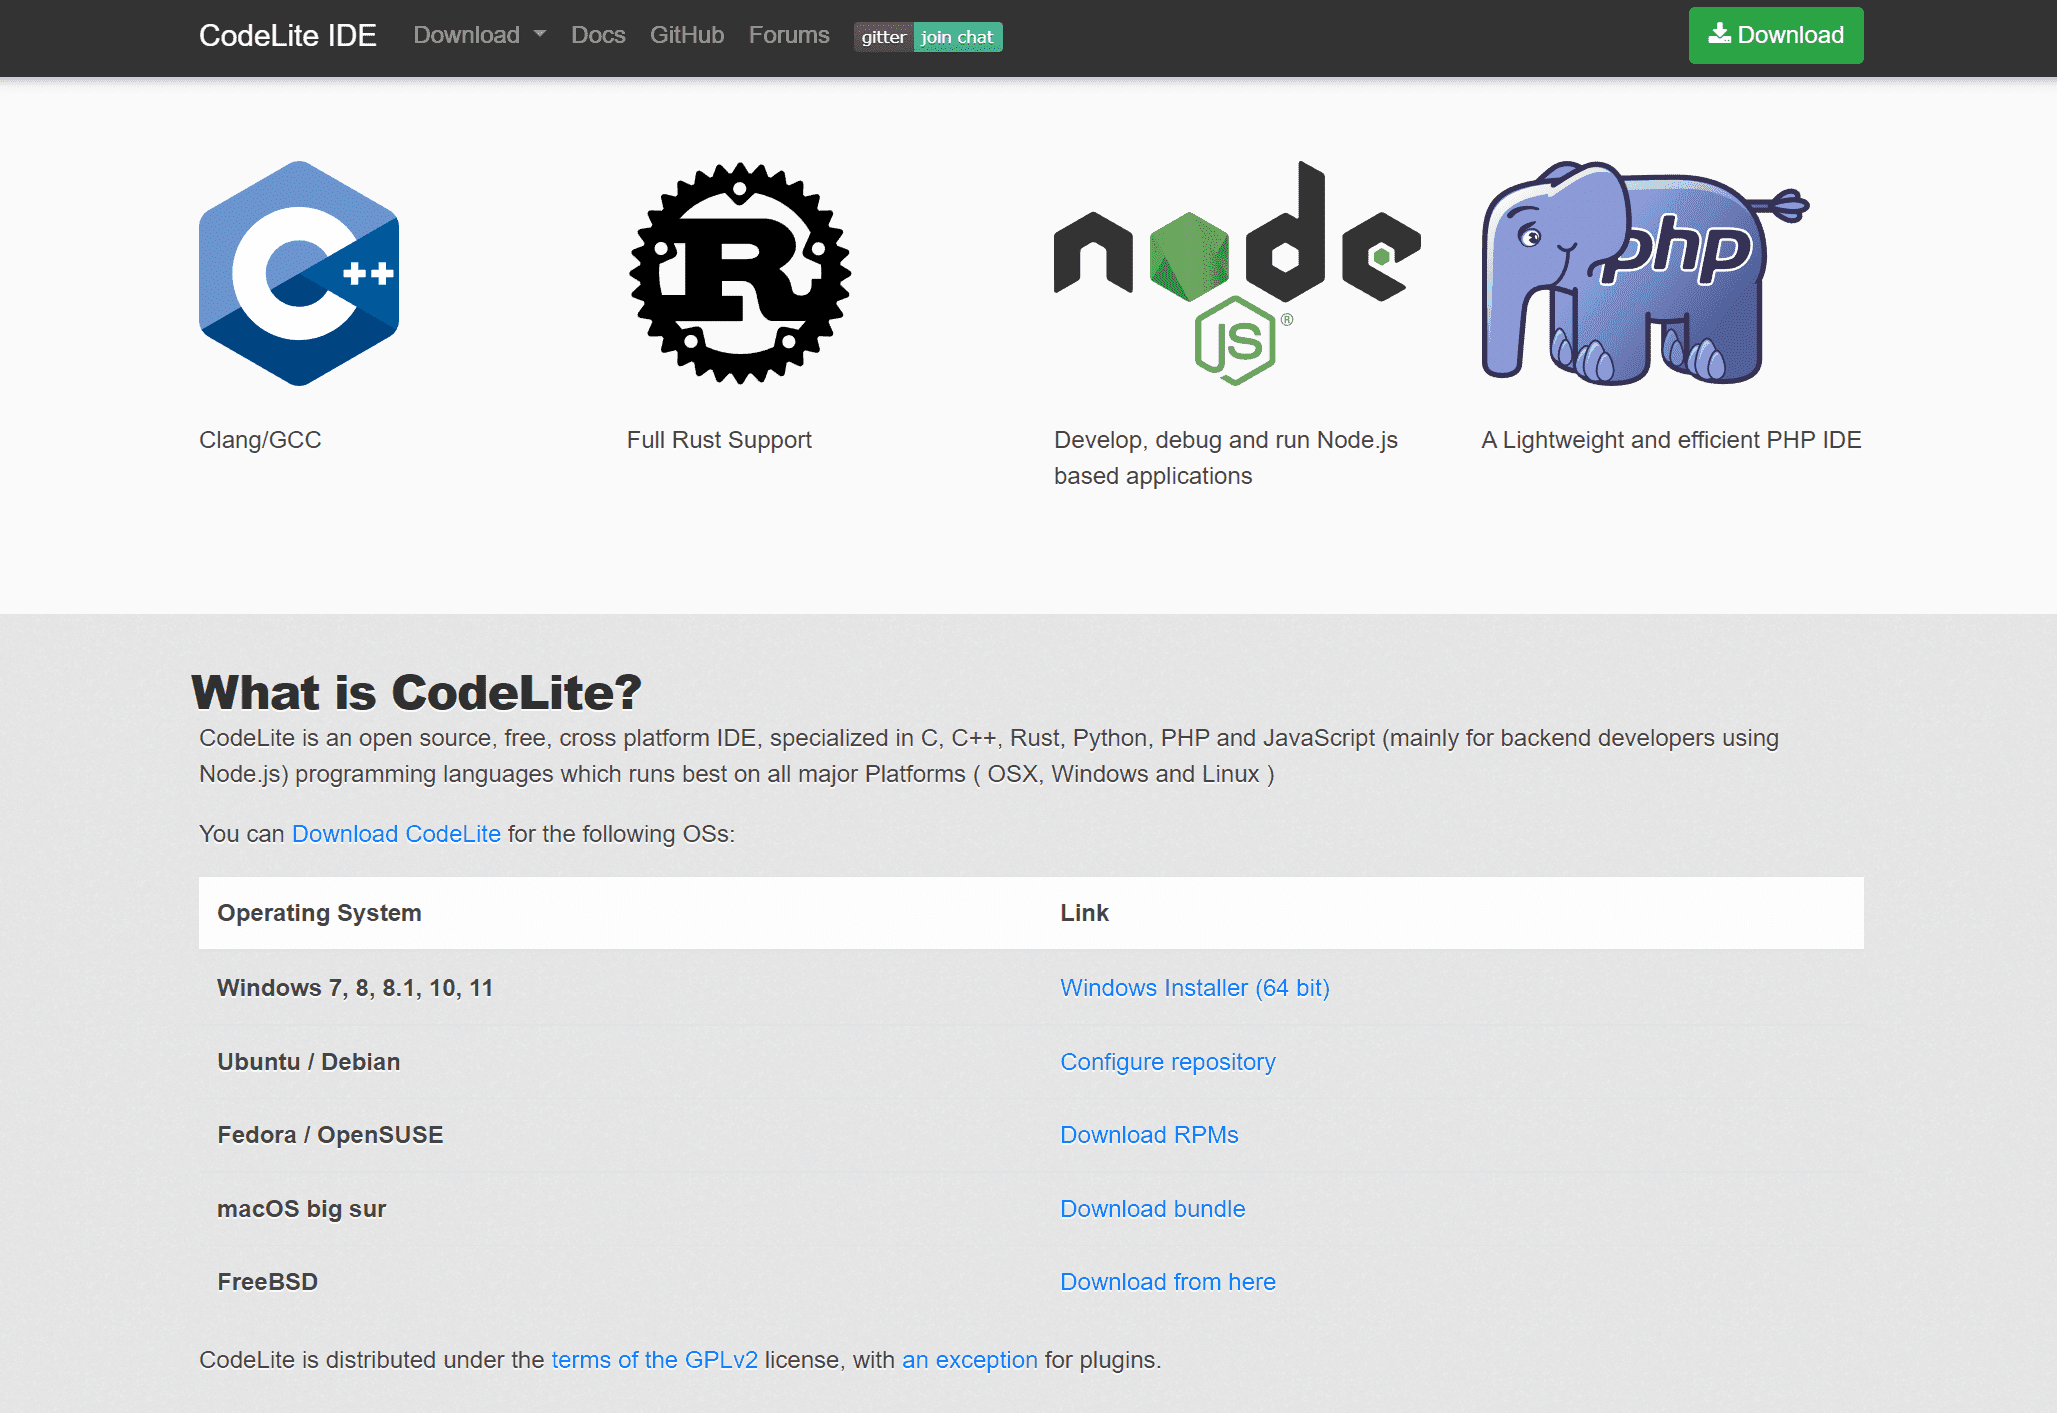 CodeLite IDE Download Docs GitHub Forums gitter join chat Download
C ++
R
node
JS ®
php
Clang/GCC
Full Rust Support
Develop, debug and run Node.js
based applications
A Lightweight and efficient PHP IDE
What is CodeLite?
CodeLite is an open source, free, cross platform IDE, specialized in C, C++, Rust, Python, PHP and JavaScript (mainly for backend developers using
Node.js) programming languages which runs best on all major Platforms ( OSX, Windows and Linux )
You can Download CodeLite for the following OSs:
Operating System Link
Windows 7, 8, 8.1, 10, 11 Windows Installer (64 bit)
Ubuntu / Debian Configure repository
Fedora / OpenSUSE Download RPMs
macOS big sur Download bundle
FreeBSD Download from here
CodeLite is distributed under the terms of the GPLv2 license, with an exception for plugins.